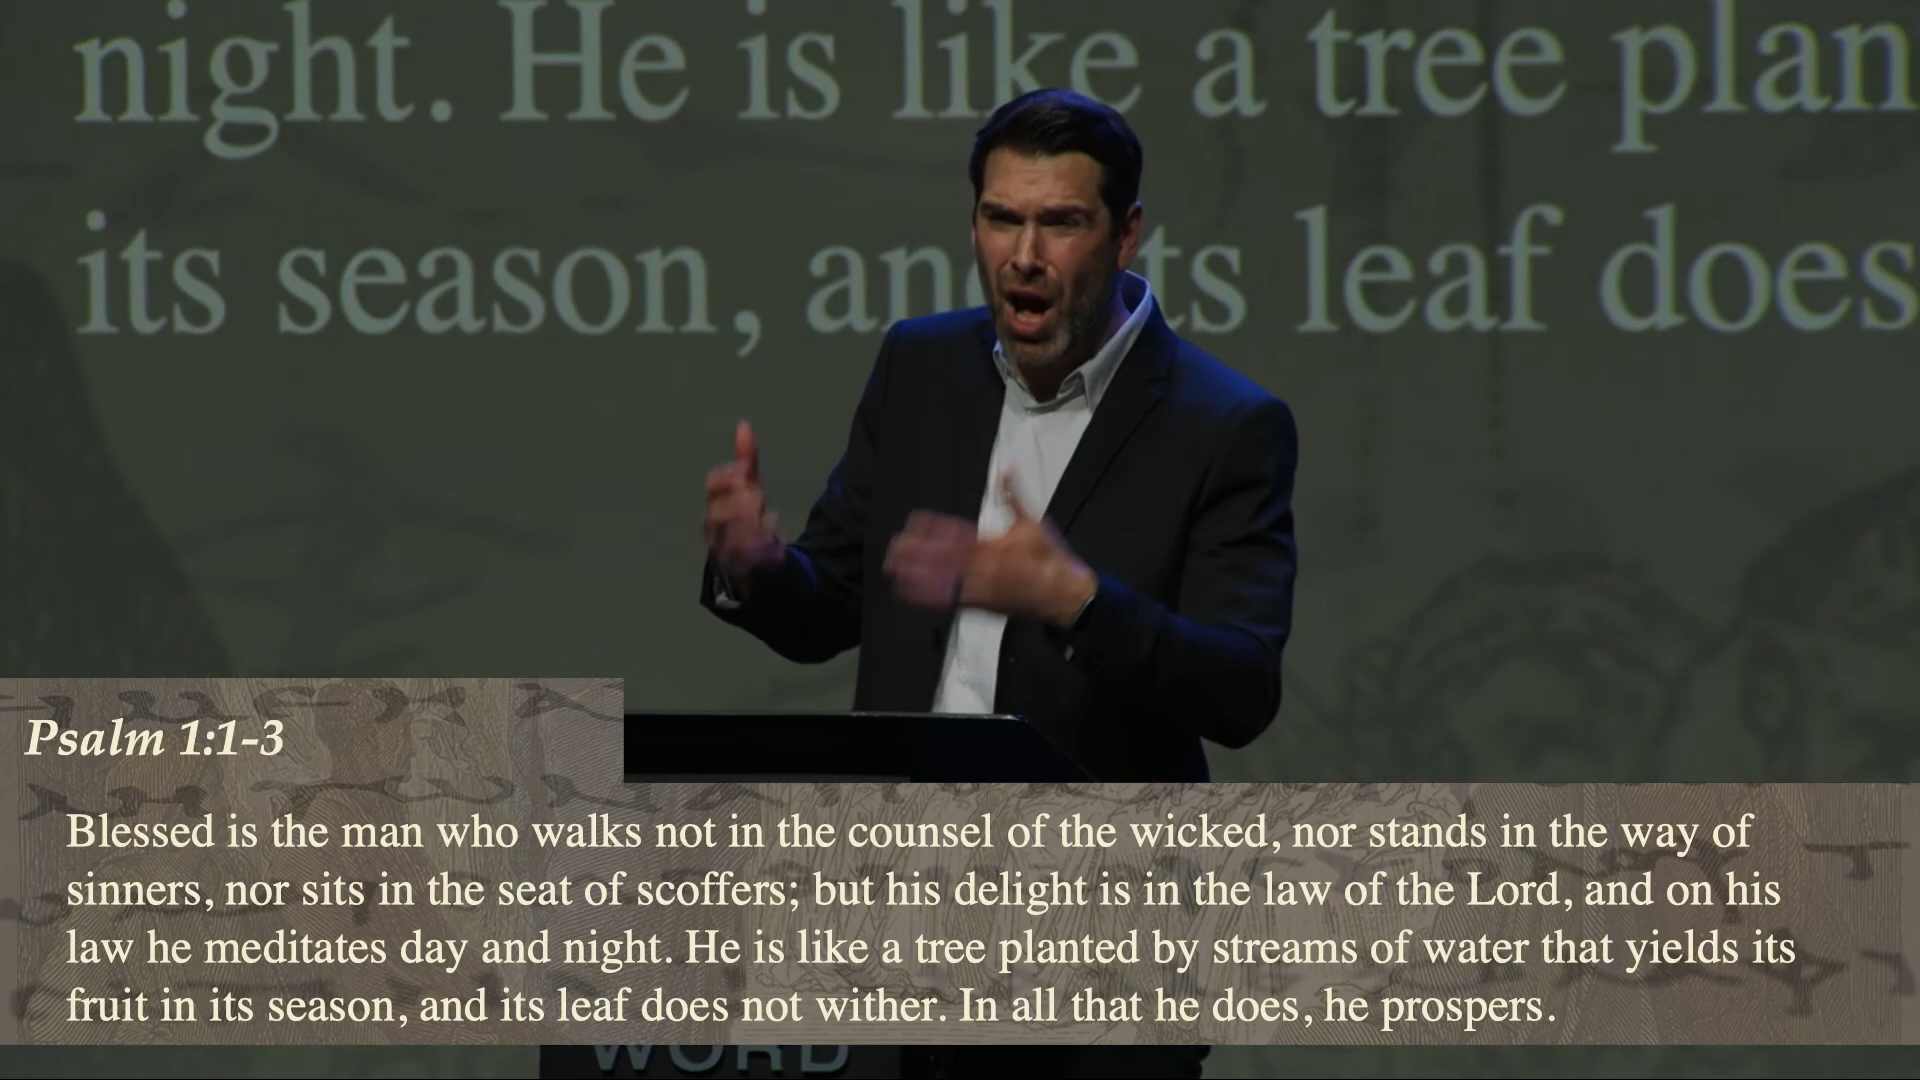 night. He is like a tree plan
its season, and its leaf does
Psalm 1:1-3
Blessed is the man who walks not in the counsel of the wicked, nor stands in the way of
sinners, nor sits in the seat of scoffers; but his delight is in the law of the Lord, and on his
law he meditates day and night. He is like a tree planted by streams of water that yields its
fruit in its season, and its leaf does not wither. In all that he does, he prospers.
WORD